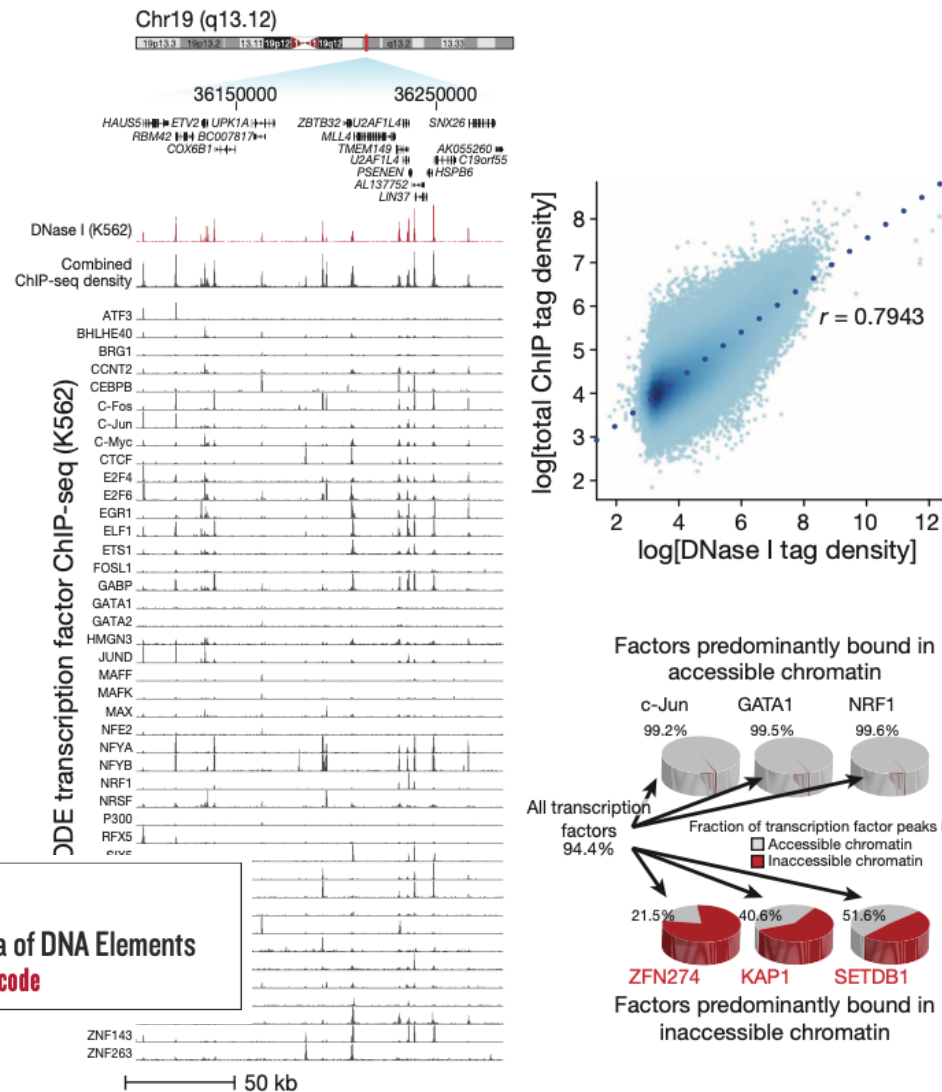 Chr19 (q13.12)
19p13.3 19p13.2 13.11 19p12 19q12 q13.2 13.33
36150000 36250000
HAUS5 ETV2 UPK1A ZBTB32 U2AF1L4 SNX26
RBM42 BC007817 MLL4
COX6B1 TMEM149 AK055260
U2AF1L4 C19orf55
PSENEN HSPB6
AL137752
LIN37
DNase I (K562)
Combined
ChIP-seq density
ATF3
BHLHE40
BRG1
CCNT2
CEBPB
C-Fos
C-Jun
C-Myc
CTCF
E2F4
E2F6
EGR1
ELF1
ETS1
FOSL1
GABP
GATA1
GATA2
HMGN3
JUND
MAFF
MAFK
MAX
NFE2
NFYA
NFYB
NRF1
NRSF
P300
RFX5
ZNF143
ZNF263
50 kb
DDE transcription factor ChIP-seq (K562)
a of DNA Elements
code
log[total ChIP tag density]
8
7
6
5
4
3
2
r = 0.7943
2 4 6 8 10 12
log[DNase I tag density]
Factors predominantly bound in
accessible chromatin
c-Jun GATA1 NRF1
99.2% 99.5% 99.6%
All transcription
factors
94.4%
Fraction of transcription factor peaks
Accessible chromatin
Inaccessible chromatin
21.5% 40.6% 51.6%
ZFN274 KAP1 SETDB1
Factors predominantly bound in
inaccessible chromatin